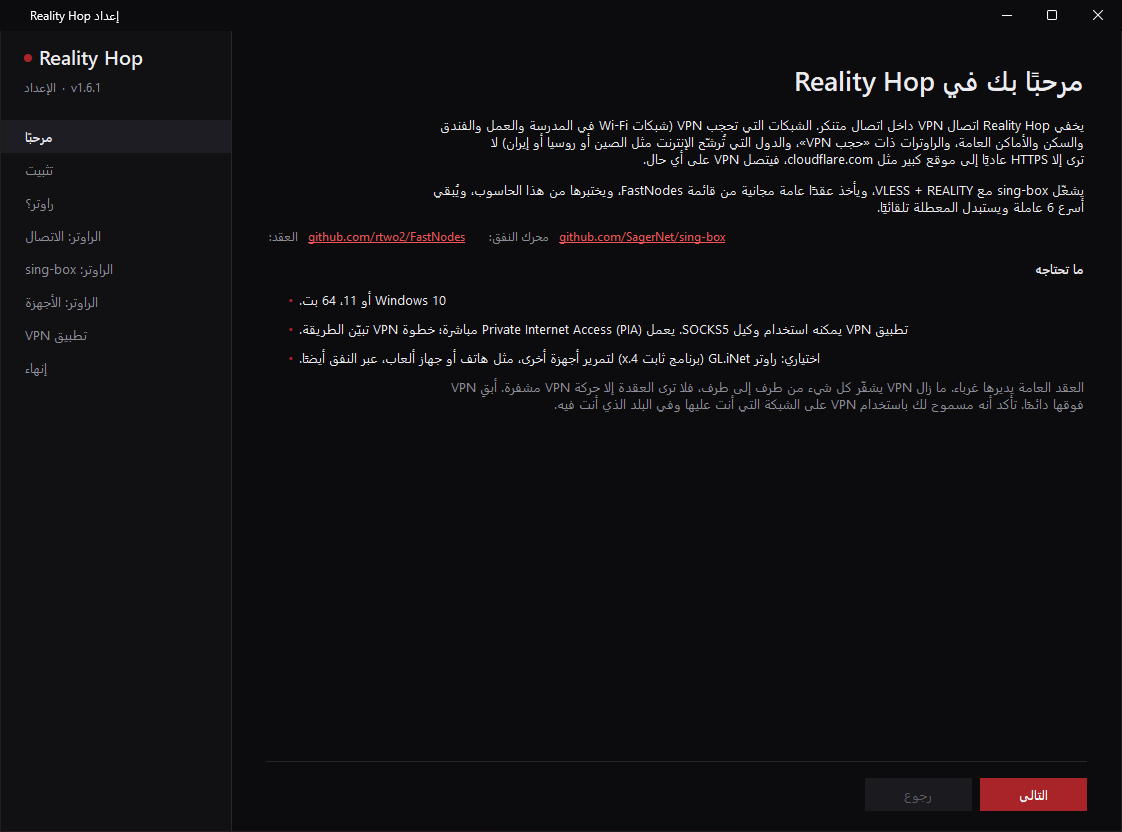 إعداد Reality Hop
Reality Hop
الإعداد · v1.6.1
مرحبًا
تثبيت
راوتر؟
الراوتر: الاتصال
الراوتر: sing-box
الراوتر: الأجهزة
تطبيق VPN
إنهاء
مرحبًا بك في Reality Hop
يخفي Reality Hop اتصال VPN داخل اتصال متنكر. الشبكات التي تحجب VPN (شبكات Wi-Fi في المدرسة والعمل والفندق
والسكن والأماكن العامة، والراوترات ذات «حجب VPN»، والدول التي تُرشّح الإنترنت مثل الصين أو روسيا أو إيران) لا
ترى إلا HTTPS عاديًا إلى موقع كبير مثل cloudflare.com، فيتصل VPN على أي حال.
يشغّل sing-box مع VLESS + REALITY، ويأخذ عقدًا عامة مجانية من قائمة FastNodes، ويختبرها من هذا الحاسوب، ويُبقي
أسرع 6 عاملة ويستبدل المعطلة تلقائيًا.
العقد: github.com/rtwo2/FastNodes محرك النفق: github.com/SagerNet/sing-box
ما تحتاجه
• Windows 10 أو 11، 64 بت.
• تطبيق VPN يمكنه استخدام وكيل SOCKS5. يعمل Private Internet Access (PIA) مباشرة؛ خطوة VPN تبيّن الطريقة.
• اختياري: راوتر GL.iNet (برنامج ثابت 4.x) لتمرير أجهزة أخرى، مثل هاتف أو جهاز ألعاب، عبر النفق أيضًا.
العقد العامة يديرها غرباء. ما زال VPN يشفّر كل شيء من طرف إلى طرف، فلا ترى العقدة إلا حركة VPN مشفرة. أبقِ VPN
فوقها دائمًا. تأكد أنه مسموح لك باستخدام VPN على الشبكة التي أنت عليها وفي البلد الذي أنت فيه.
رجوع
التالي